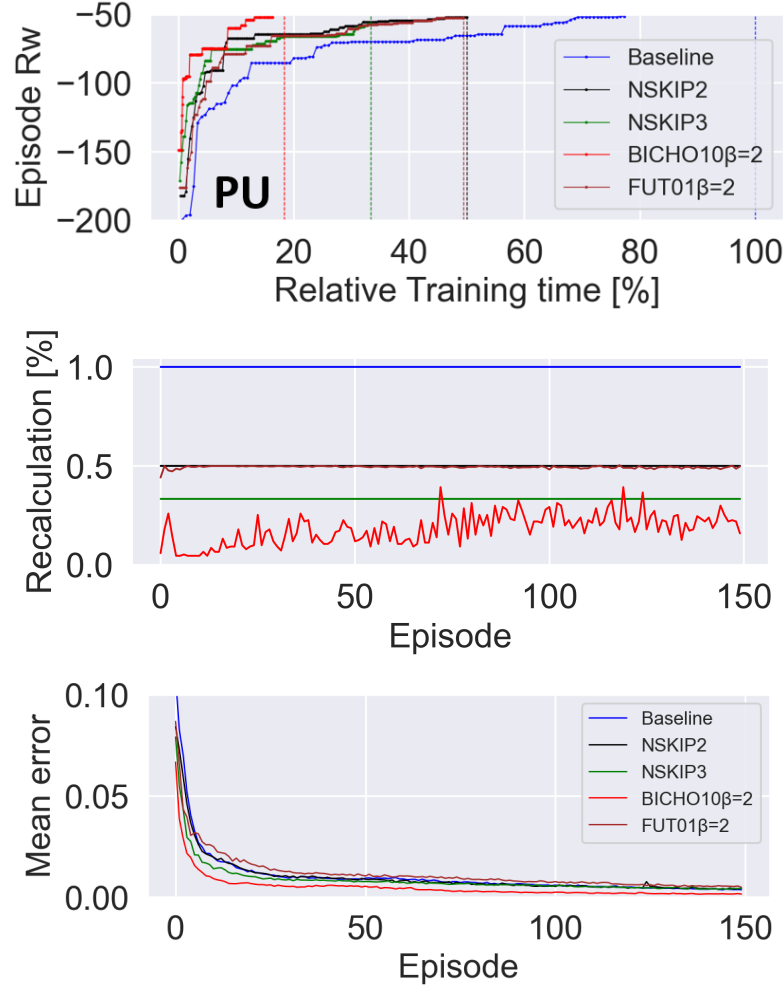 Episode Rw
−50
−100
−150
−200
PU
Baseline
NSKIP2
NSKIP3
BICHO10β=2
FUT01β=2
0 20 40 60 80 100
Relative Training time [%]
Recalculation [%]
1.0
0.5
0.0
0 50 100 150
Episode
Mean error
0.10
0.05
0.00
Baseline
NSKIP2
NSKIP3
BICHO10β=2
FUT01β=2
0 50 100 150
Episode